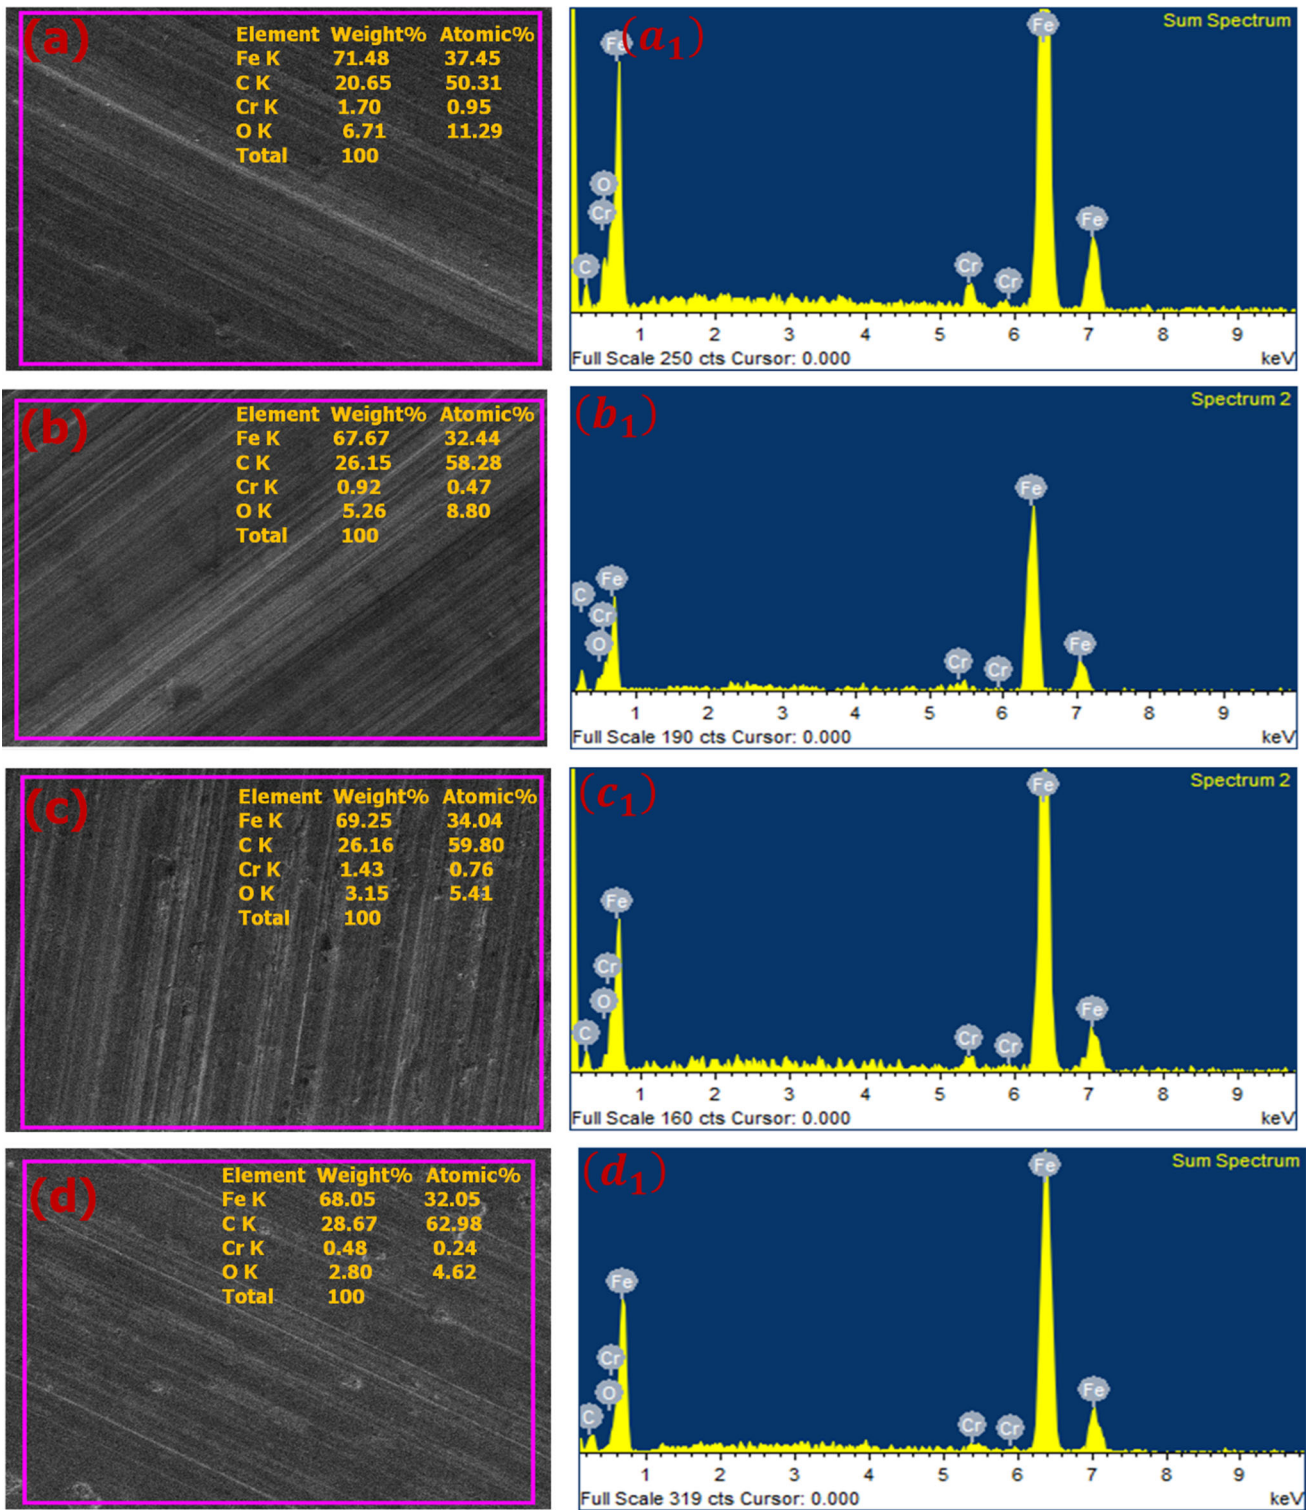 (a)
Element Weight% Atomic%
Fe K 71.48 37.45
C K 20.65 50.31
Cr K 1.70 0.95
O K 6.71 11.29
Total 100
(a₁)
Sum Spectrum
Fe
O
Cr
C
Cr
Cr
Fe
Fe
1 2 3 4 5 6 7 8 9
Full Scale 250 cts Cursor: 0.000 keV
(b)
Element Weight% Atomic%
Fe K 67.67 32.44
C K 26.15 58.28
Cr K 0.92 0.47
O K 5.26 8.80
Total 100
(b₁)
Spectrum 2
C
Fe
Cr
O
Cr
Cr
Fe
Fe
1 2 3 4 5 6 7 8 9
Full Scale 190 cts Cursor: 0.000 keV
(c)
Element Weight% Atomic%
Fe K 69.25 34.04
C K 26.16 59.80
Cr K 1.43 0.76
O K 3.15 5.41
Total 100
(c₁)
Spectrum 2
Fe
Cr
O
C
Cr
Cr
Fe
Fe
1 2 3 4 5 6 7 8 9
Full Scale 160 cts Cursor: 0.000 keV
(d)
Element Weight% Atomic%
Fe K 68.05 32.05
C K 28.67 62.98
Cr K 0.48 0.24
O K 2.80 4.62
Total 100
(d₁)
Sum Spectrum
Fe
Cr
O
C
Cr
Cr
Fe
Fe
1 2 3 4 5 6 7 8 9
Full Scale 319 cts Cursor: 0.000 keV